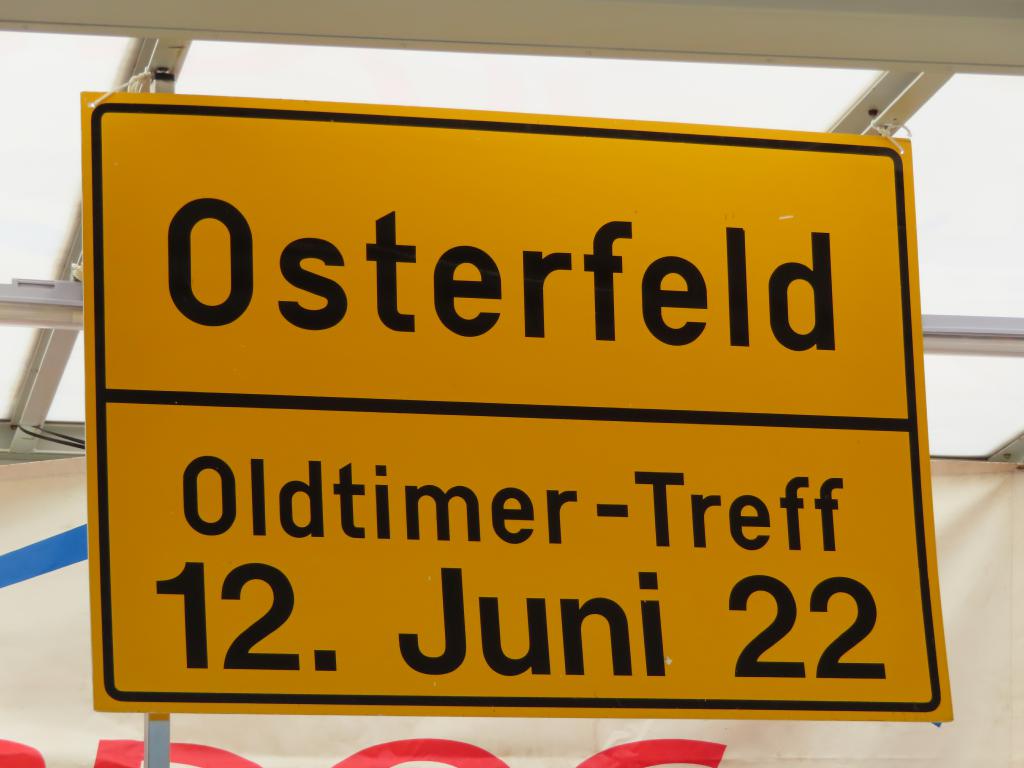 Osterfeld
Oldtimer-Treff
12. Juni 22